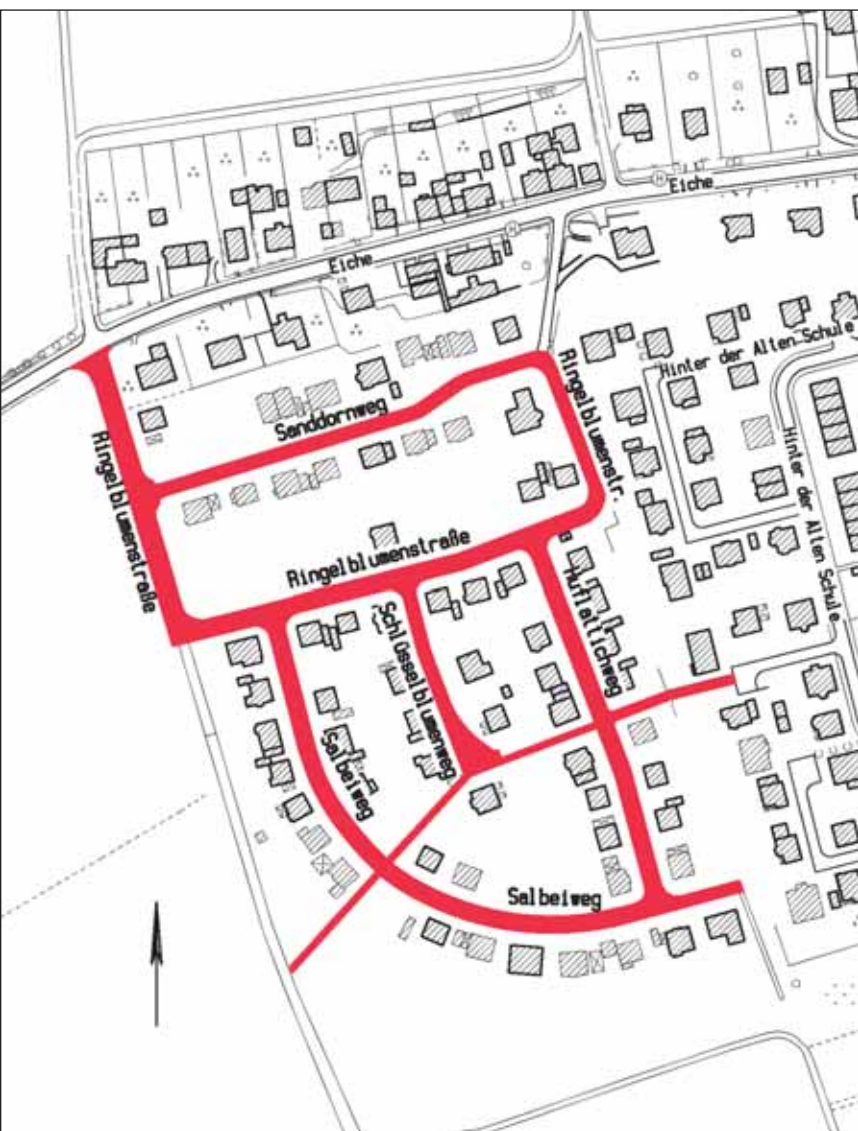 Eiche
Eiche
Hinter der Alten Schule
Sanddornweg
Ringelblumenstr.
Ringelblumenstraße
Hinter der Alten Schule
Ringelblumenstraße
Huflattichweg
Schlüsselblumenweg
Salbeiweg
Salbeiweg